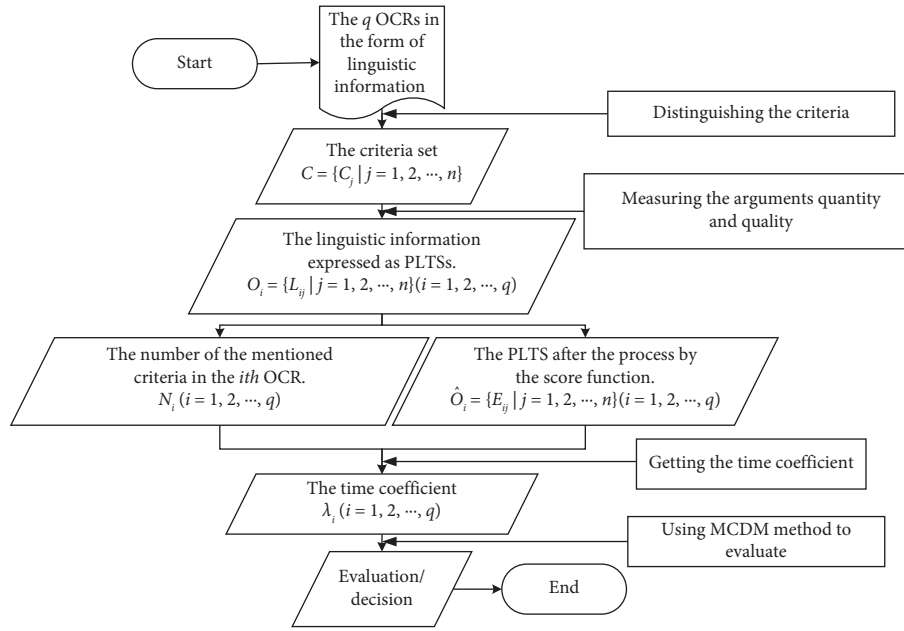 Start
The q OCRs in
the form of
linguistic
information
Distinguishing the criteria
The criteria set
C = {C_j | j = 1, 2, ···, n}
Measuring the arguments quantity
and quality
The linguistic information
expressed as PLTSs.
O_i = {L_ij | j = 1, 2, ···, n}(i = 1, 2, ···, q)
The number of the mentioned
criteria in the ith OCR.
N_i (i = 1, 2, ···, q)
The PLTS after the process by
the score function.
Ô_i = {E_ij | j = 1, 2, ···, n}(i = 1, 2, ···, q)
Getting the time coefficient
The time coefficient
λ_i (i = 1, 2, ···, q)
Using MCDM method to
evaluate
Evaluation/
decision
End